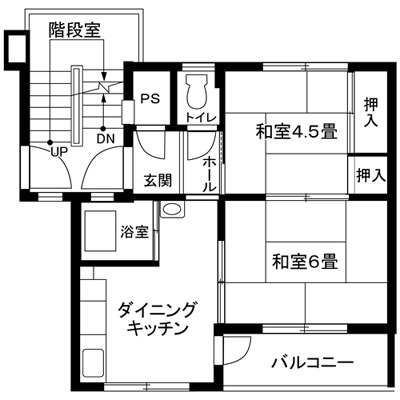 階段室
PS
トイレ
和室4.5畳
押入
DN
UP
玄関
ホール
押入
浴室
和室6畳
ダイニング
キッチン
バルコニー